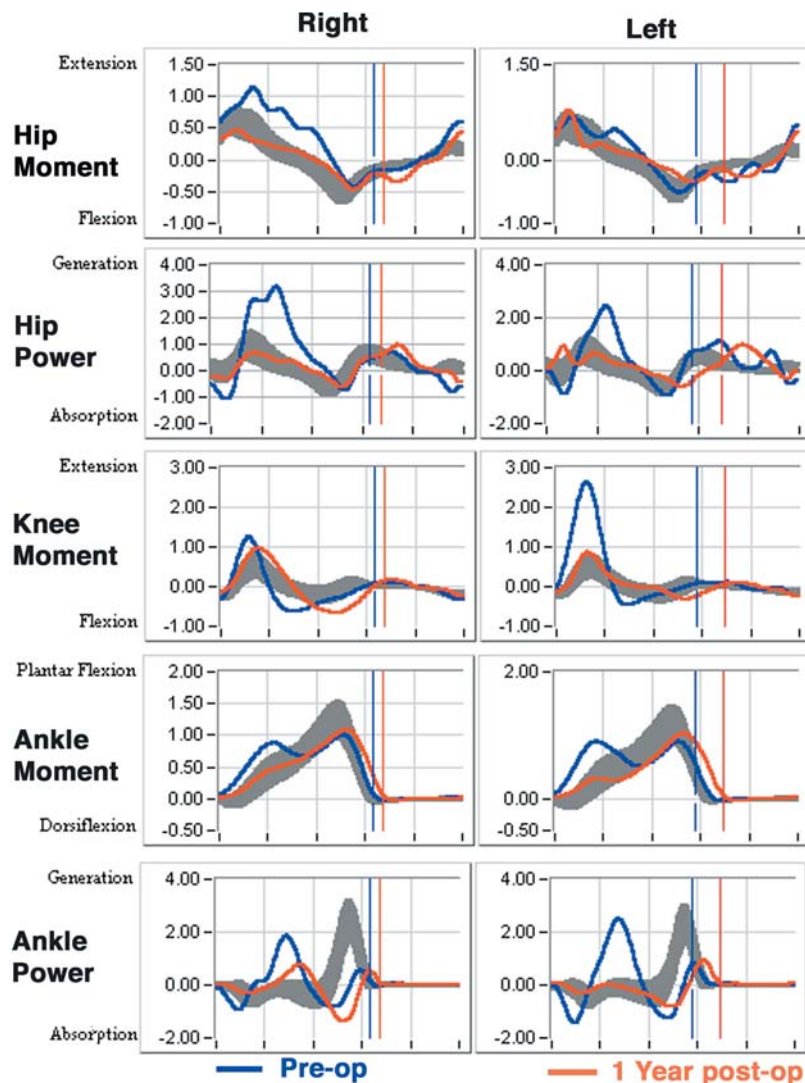 Right
Left
Extension
Hip
Moment
Flexion
1.50
1.00
0.50
0.00
-0.50
-1.00
1.50
0.00
-1.00
Generation
Hip
Power
Absorption
4.00
3.00
2.00
1.00
0.00
-1.00
-2.00
4.00
2.00
0.00
-2.00
Extension
Knee
Moment
Flexion
3.00
2.00
1.00
0.00
-1.00
3.00
2.00
1.00
0.00
-1.00
Plantar Flexion
Ankle
Moment
Dorsiflexion
2.00
1.50
1.00
0.50
0.00
-0.50
2.00
0.00
-0.50
Generation
Ankle
Power
Absorption
4.00
2.00
0.00
-2.00
4.00
2.00
0.00
-2.00
Pre-op
1 Year post-op